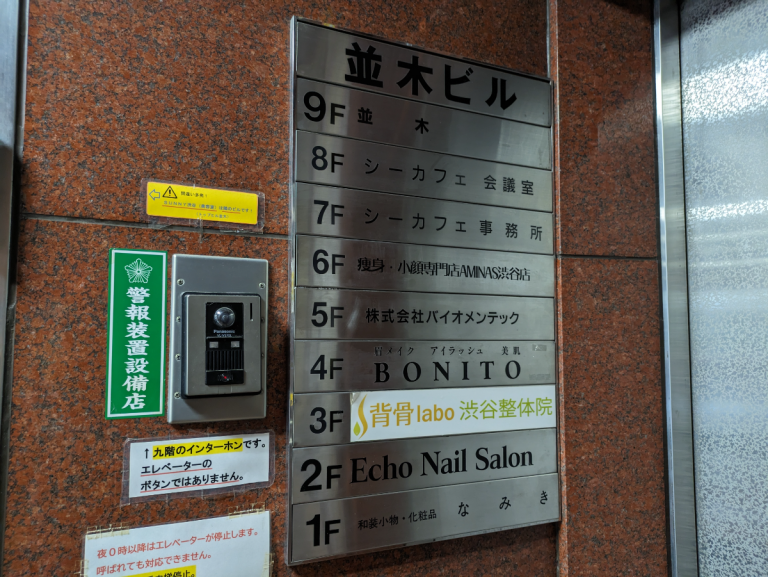 並木ビル
9F 並木
8F シーカフェ 会議室
7F シーカフェ 事務所
6F 痩身・小顔専門店AMINAS渋谷店
5F 株式会社バイオメンテック
4F 眉メイク アイラッシュ 美肌
BONITO
3F 背骨labo 渋谷整体院
2F Echo Nail Salon
1F 和装小物・化粧品 なみき
警報装置設備店
Panasonic
↑九階のインターホンです。
エレベーターの
ボタンではありません。
夜０時以降はエレベーターが停止します。
呼ばれても対応できません。